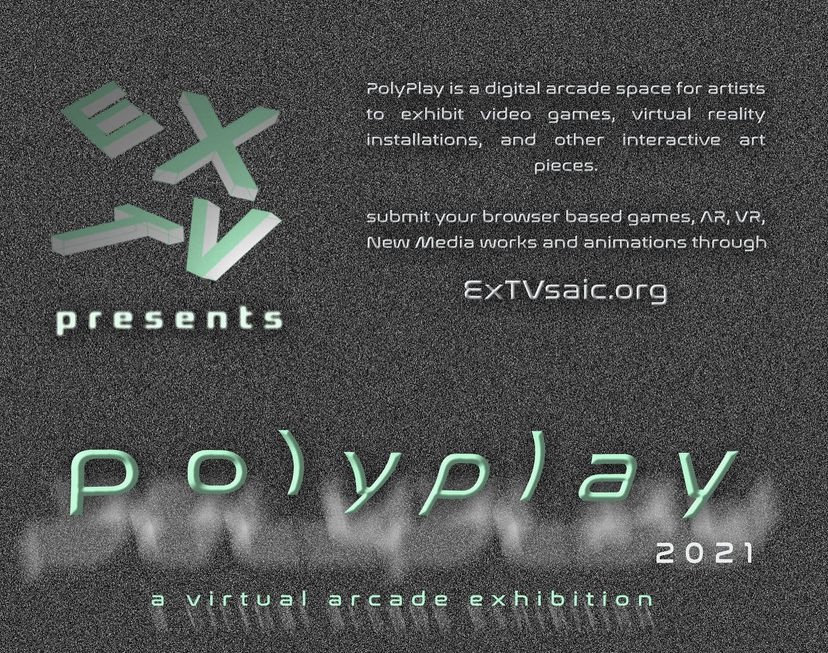 EX
TV
presents
PolyPlay is a digital arcade space for artists
to exhibit video games, virtual reality
installations, and other interactive art
pieces.
submit your browser based games, AR, VR,
New Media works and animations through
ExTVsaic.org
polyplay
2021
a virtual arcade exhibition